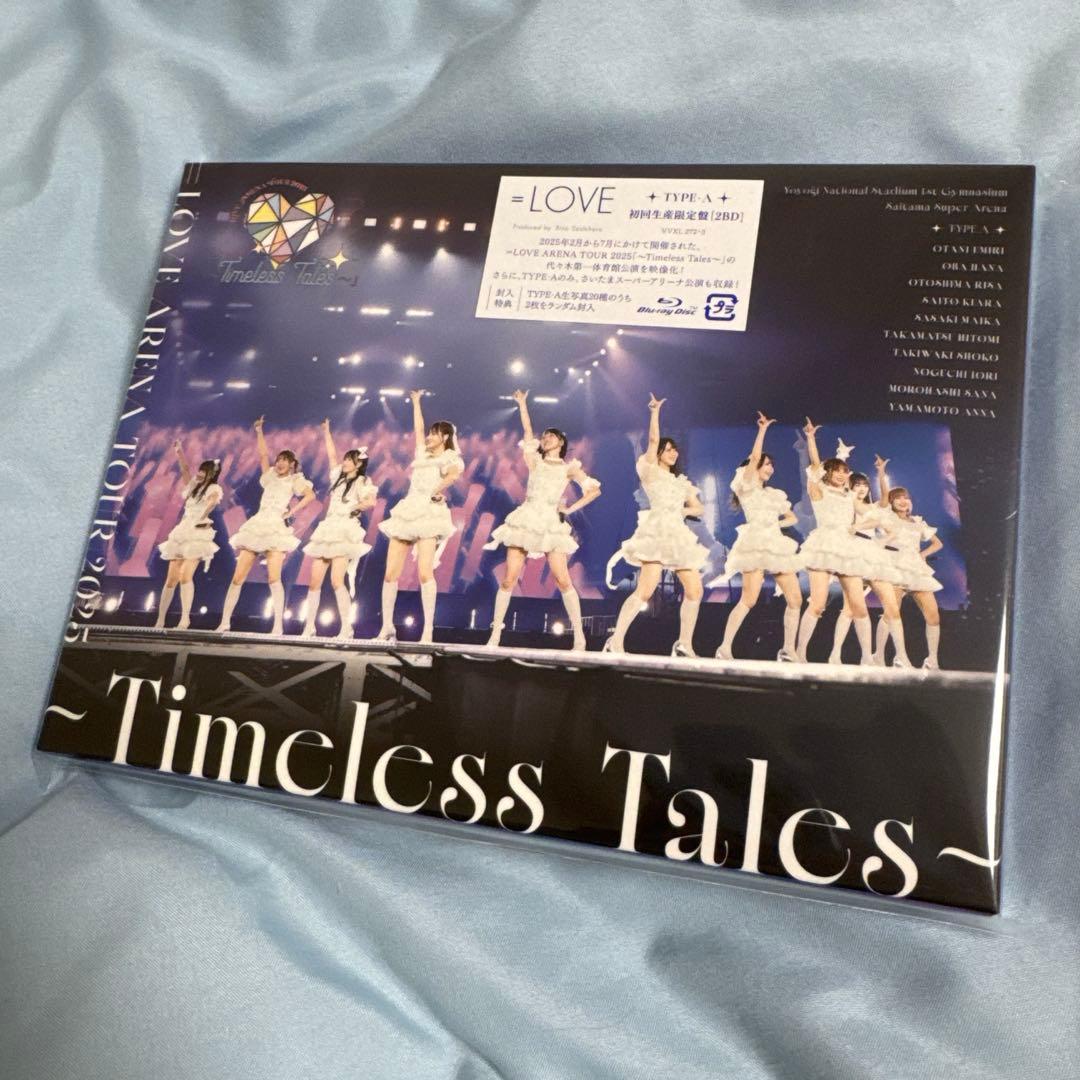 =LOVE ARENA TOUR 2025
Timeless Tales~」
=LOVE
Produced by Rino Sashihara
✦ TYPE-A ✦
初回生産限定盤[2BD]
VVXL 272~3
2025年2月から7月にかけて開催された、
=LOVE ARENA TOUR 2025「~Timeless Tales~」の
代々木第一体育館公演を映像化!
さらに、TYPE-Aのみ、さいたまスーパーアリーナ公演も収録!
封入
特典
TYPE-A生写真20種のうち
2枚をランダム封入
Blu-ray Disc
プラ
Yoyogi National Stadium 1st Gymnasium
Saitama Super Arena
✦ TYPE A ✦
OTANI EMIRI
OBA HANA
OTOSHIMA RISA
SAITO KIARA
SASAKI MAIKA
TAKAMATSU HITOMI
TAKIWAKI SHOKO
NOGUCHI IORI
MOROHASHI SANA
YAMAMOTO ANNA
~Timeless Tales~